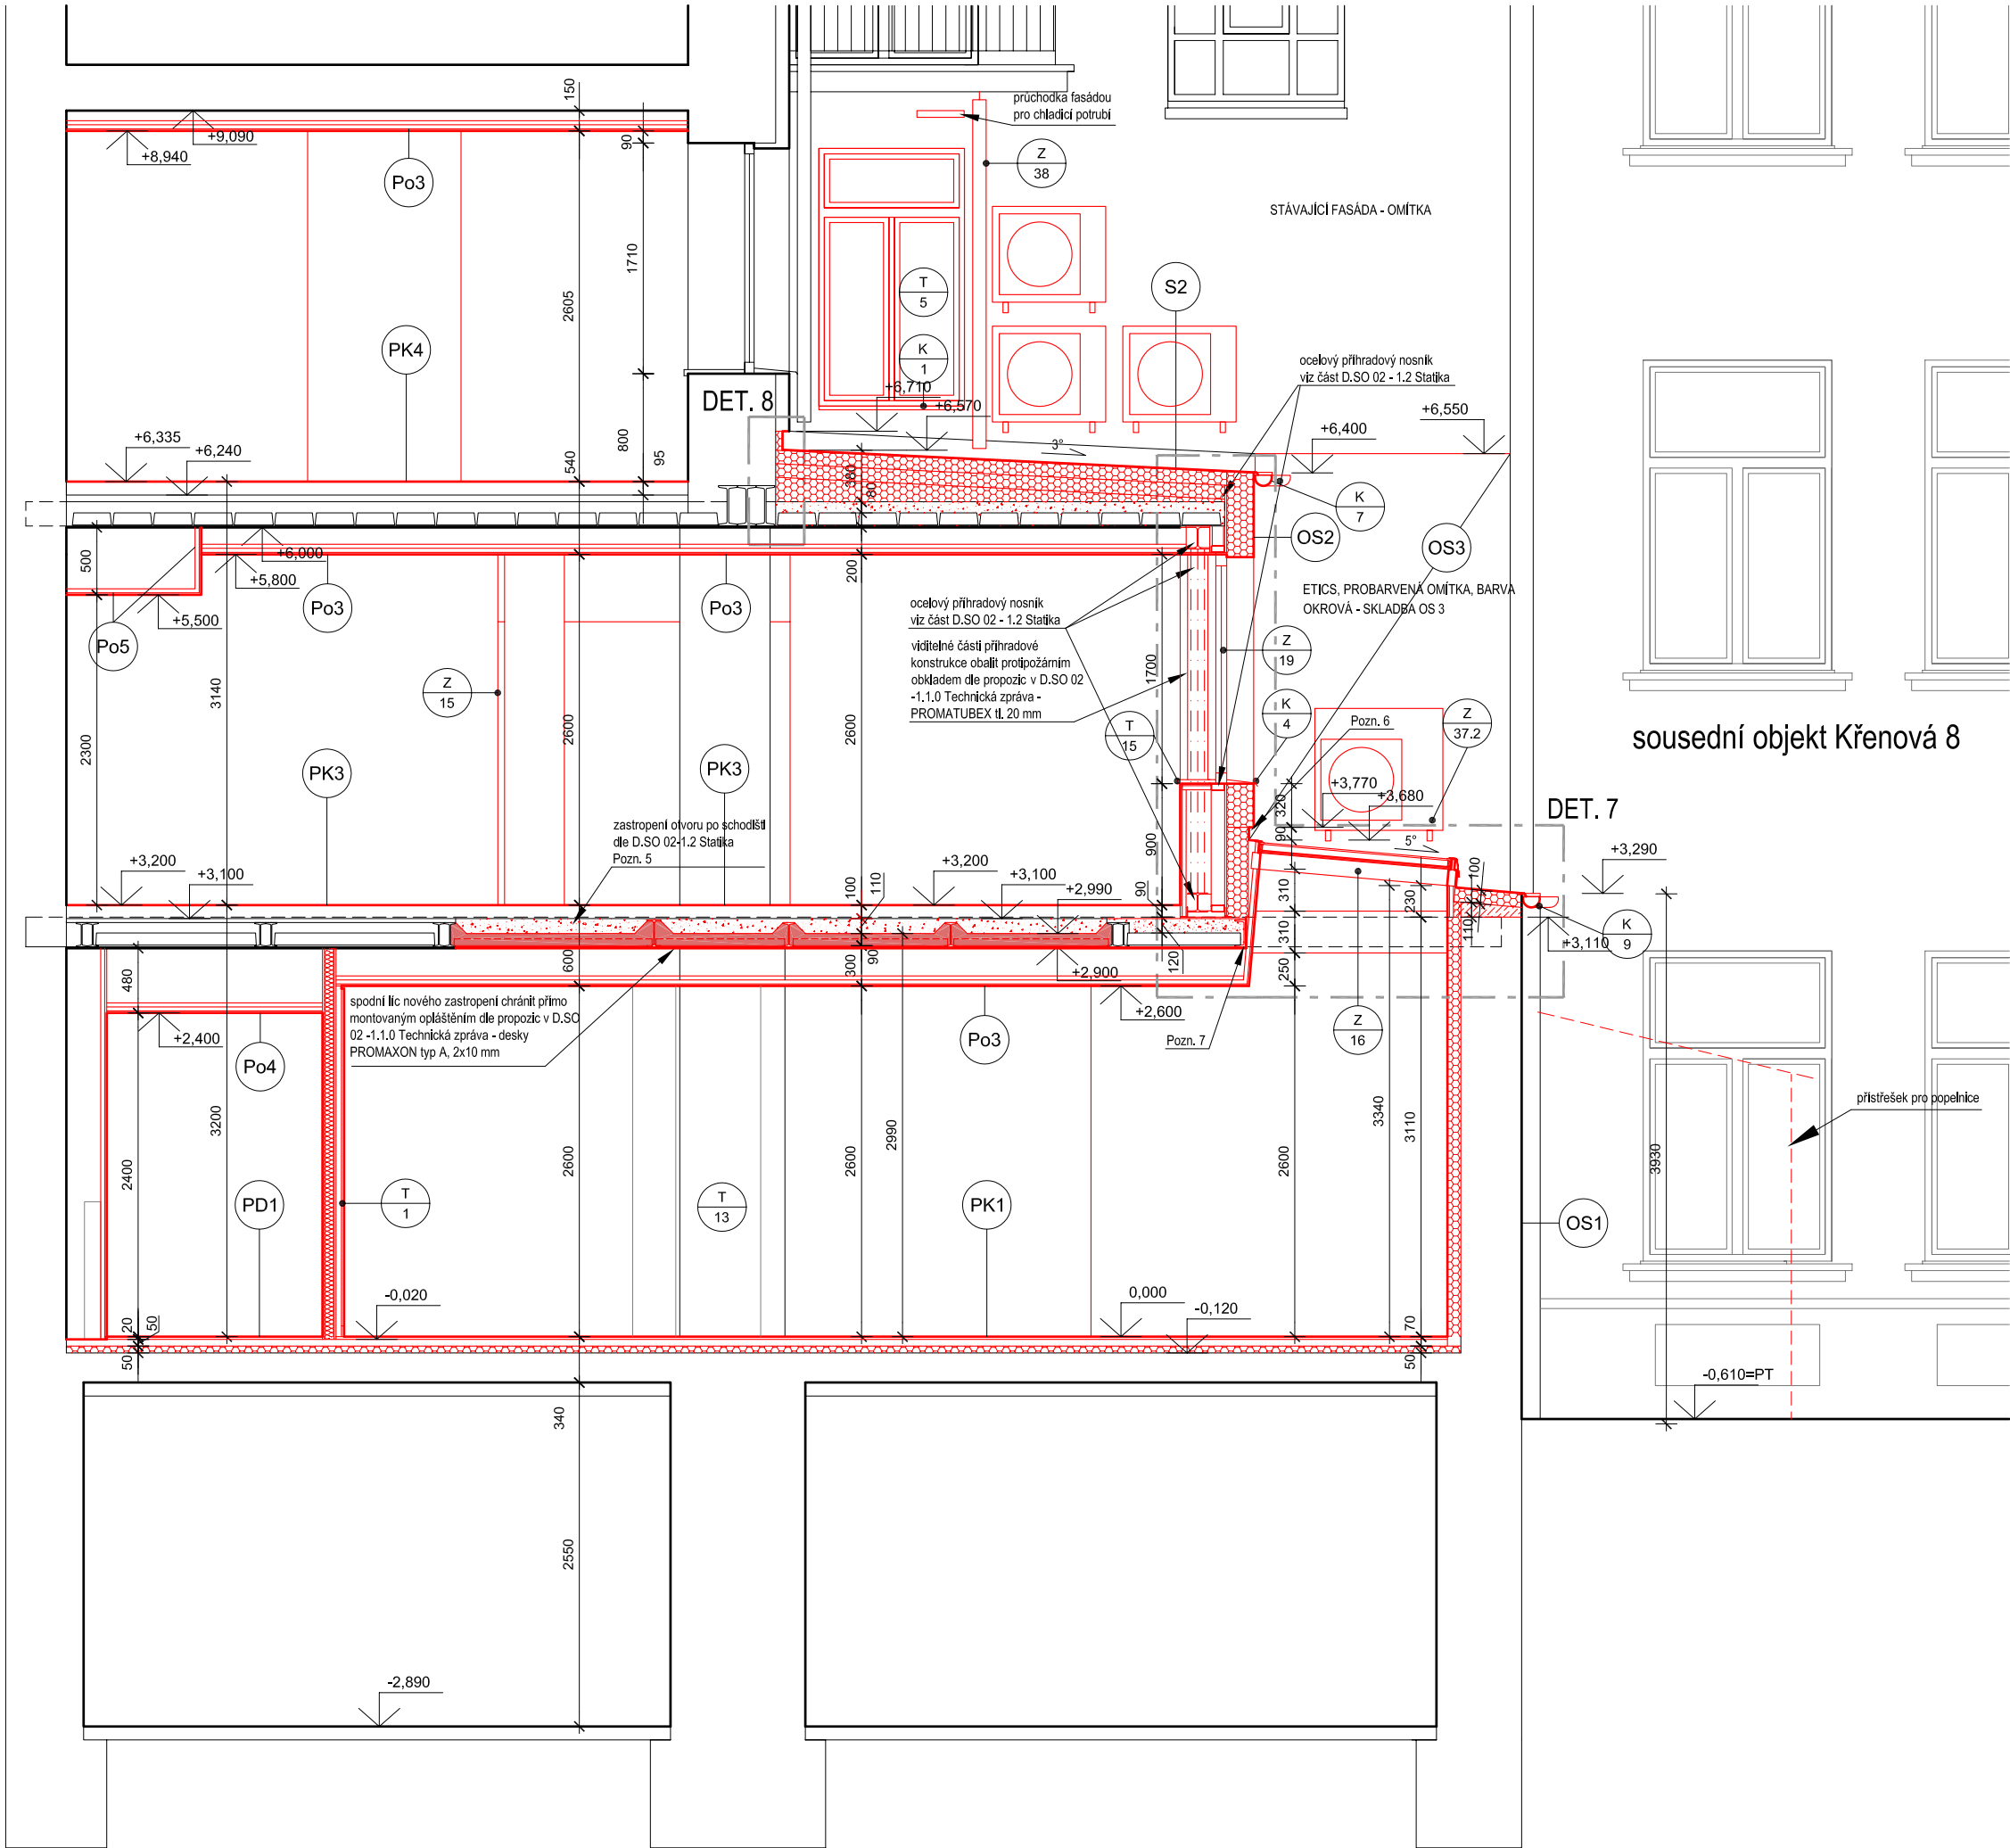 150
průchodka fasádou
pro chladicí potrubí
+9,090
+8,940
90
Z
38
Po3
STÁVAJÍCÍ FASÁDA - OMÍTKA
1710
2605
S2
T
5
PK4
K
1
ocelový příhradový nosník
viz část D.SO 02 - 1.2 Statika
DET. 8
+6,710
+6,570
+6,550
+6,400
+6,335
+6,240
800
95
540
3°
380
80
K
7
OS2
OS3
500
+6,000
+5,800
200
+5,500
Po3
Po3
Po5
ETICS, PROBARVENÁ OMÍTKA, BARVA
OKROVÁ - SKLADBA OS 3
ocelový příhradový nosník
viz část D.SO 02 - 1.2 Statika
viditelné části příhradové
konstrukce obalit protipožárním
obkladem dle propozic v D.SO 02
-1.1.0 Technická zpráva -
PROMATUBEX tl. 20 mm
1700
Z
19
Z
15
3140
K
4
Pozn. 6
Z
37.2
T
15
2300
2600
2600
sousední objekt Křenová 8
PK3
PK3
+3,770
+3,680
320
90
DET. 7
zastropení otvoru po schodišti
dle D.SO 02-1.2 Statika
Pozn. 5
900
5°
+3,290
+3,200
+3,100
+3,200
+3,100
+2,990
100
110
90
310
230
100
110
K
9
+3,110
480
600
300
90
+2,900
120
310
250
spodní líc nového zastropení chránit přímo
montovaným opláštěním dle propozic v D.SO
02 -1.1.0 Technická zpráva - desky
PROMAXON typ A, 2x10 mm
+2,600
+2,400
Po4
Po3
Pozn. 7
Z
16
přístřešek pro popelnice
3200
2400
2600
2600
2990
2600
3340
3110
3930
PD1
T
1
T
13
PK1
OS1
-0,020
0,000
-0,120
20
50
50
70
50
-0,610=PT
340
2550
-2,890